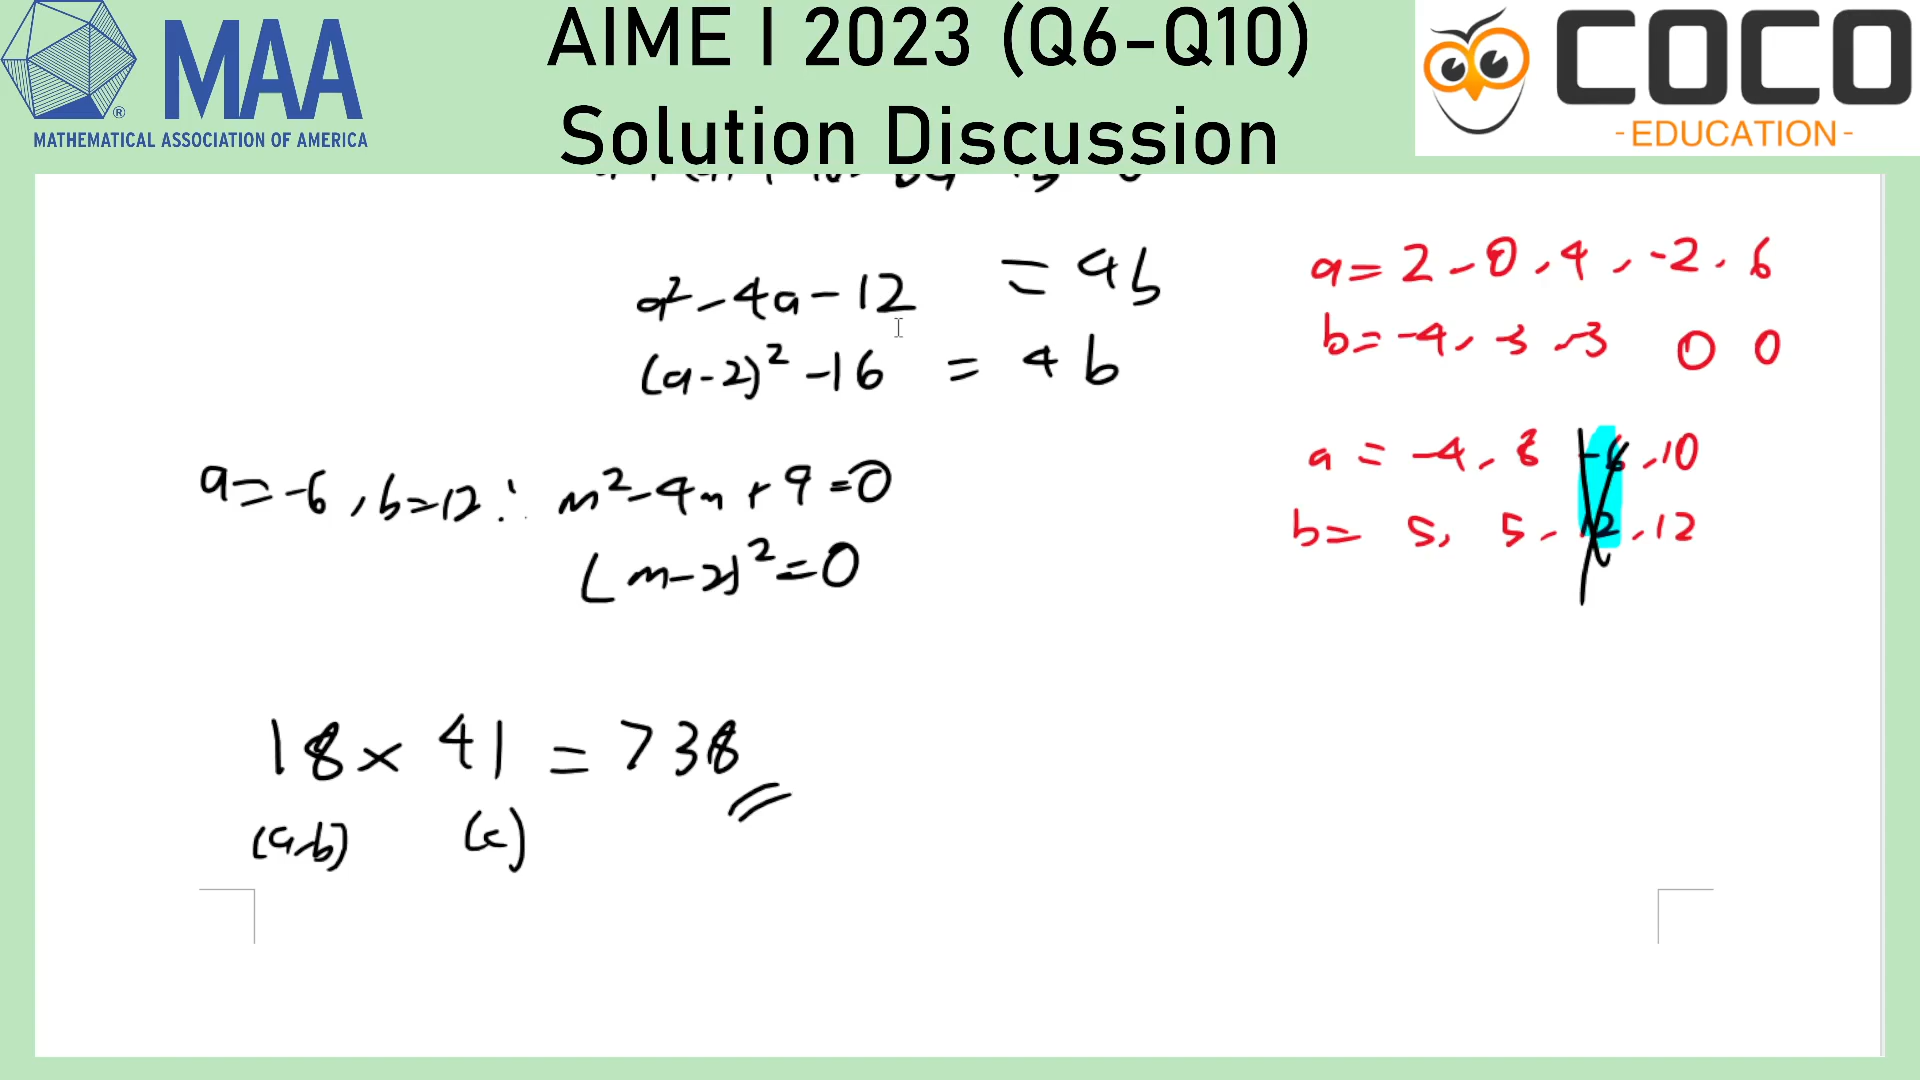 MAA
®
MATHEMATICAL ASSOCIATION OF AMERICA
AIME I 2023 (Q6-Q10)
Solution Discussion
COCO
-EDUCATION-
a²-4a-12 = 4b
(a-2)²-16 = 4b
a=-6, b=12: m²-4m+9=0
(m-2)²=0
18 × 41 = 738
(a,b) (c)
a= 2, 0, 4, -2, 6
b= -4, -3, -3 0 0
a = -4, 8 -6, 10
b= 5, 5, 12, 12